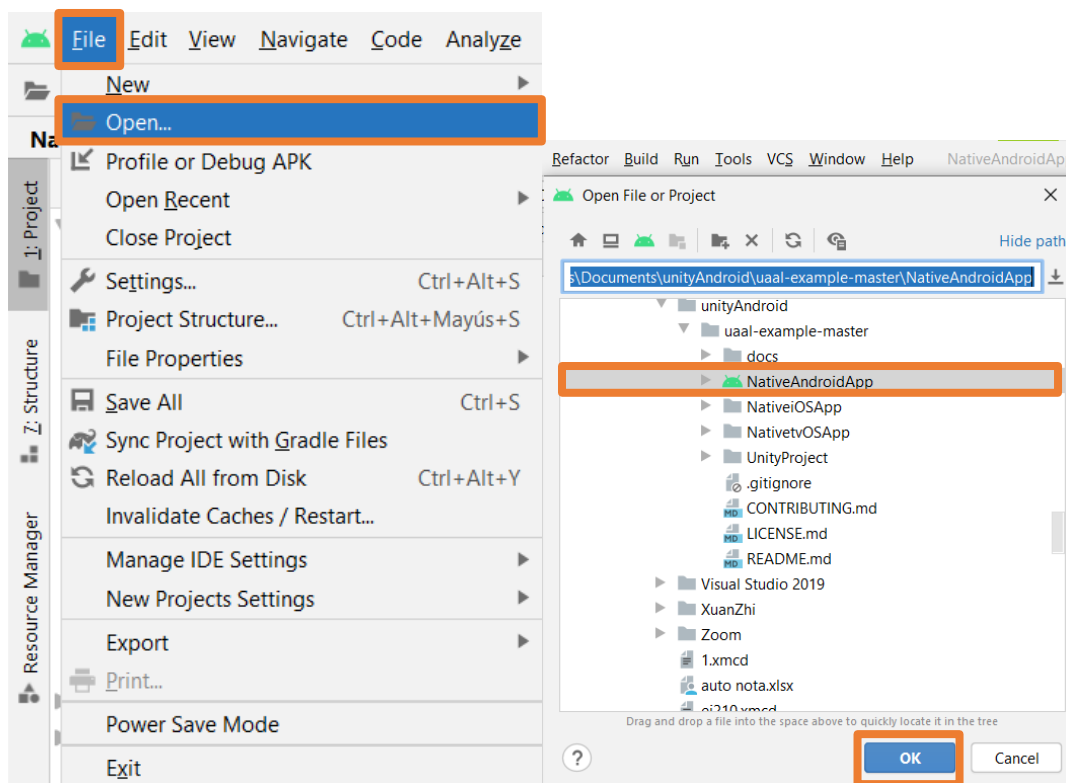 File Edit View Navigate Code Analyze
New
Open...
Profile or Debug APK
Open Recent
Close Project
Settings... Ctrl+Alt+S
Project Structure... Ctrl+Alt+Mayús+S
File Properties
Save All Ctrl+S
Sync Project with Gradle Files
Reload All from Disk Ctrl+Alt+Y
Invalidate Caches / Restart...
Manage IDE Settings
New Projects Settings
Export
Print...
Power Save Mode
Exit
Na
1: Project
7: Structure
Resource Manager
Refactor Build Run Tools VCS Window Help NativeAndroidAp
Open File or Project
Hide path
s\Documents\unityAndroid\uaal-example-master\NativeAndroidApp
unityAndroid
uaal-example-master
docs
NativeAndroidApp
NativeiOSApp
NativetvOSApp
UnityProject
.gitignore
MD CONTRIBUTING.md
MD LICENSE.md
MD README.md
Visual Studio 2019
XuanZhi
Zoom
1.xmcd
auto nota.xlsx
ej210.xmcd
Drag and drop a file into the space above to quickly locate it in the tree
? OK Cancel